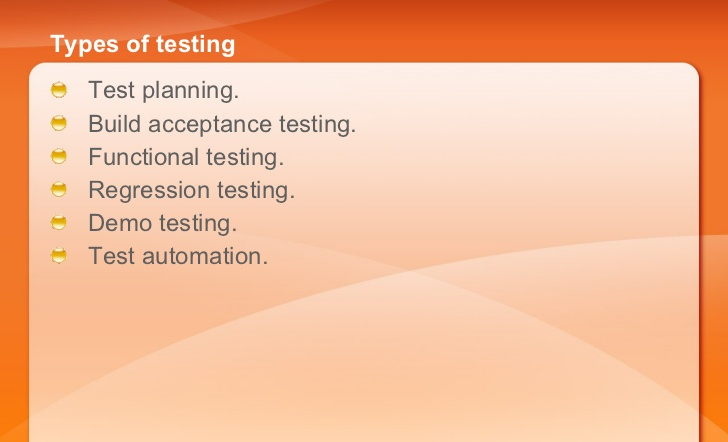 Types of testing
Test planning.
Build acceptance testing.
Functional testing.
Regression testing.
Demo testing.
Test automation.